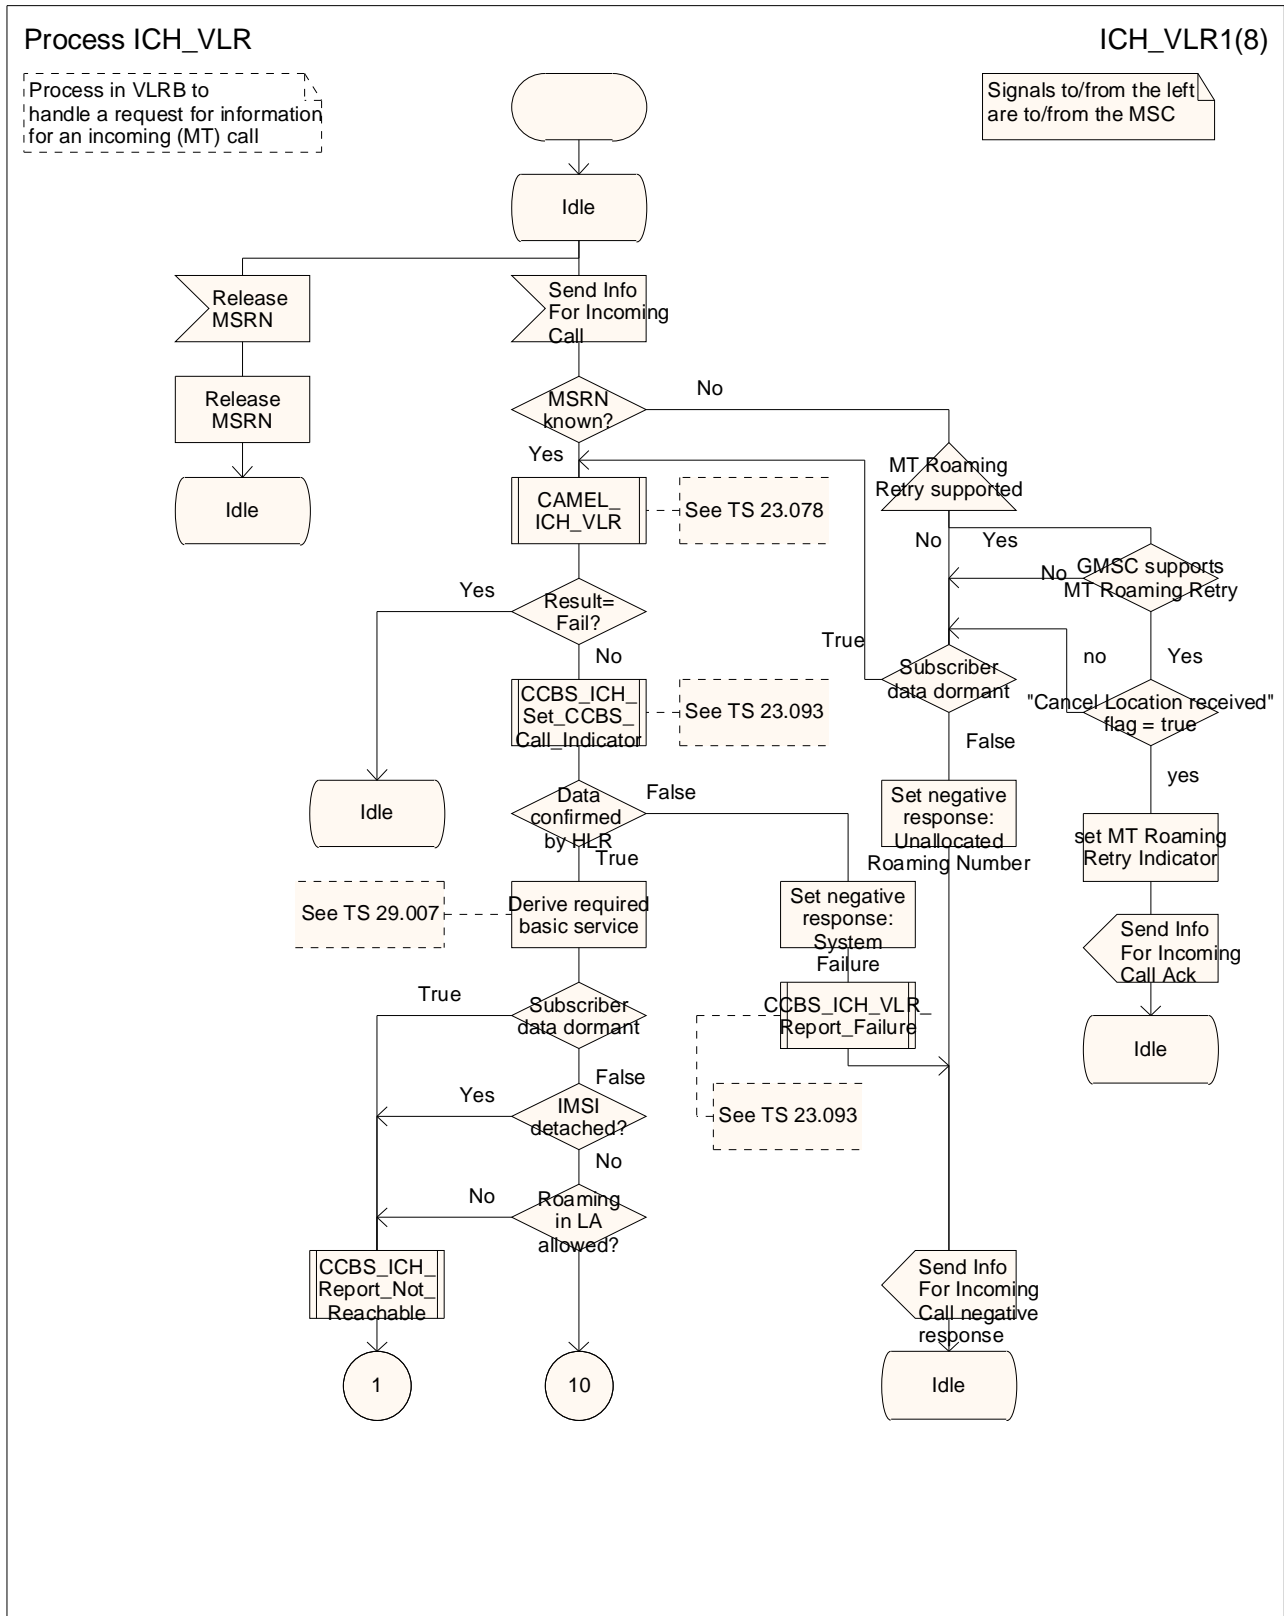 Process ICH_VLR
ICH_VLR1(8)
Process in VLRB to
handle a request for information
for an incoming (MT) call
Signals to/from the left
are to/from the MSC
Idle
Release
MSRN
Send Info
For Incoming
Call
Release
MSRN
MSRN
known?
No
Yes
MT Roaming
Retry supported
Idle
CAMEL_
ICH_VLR
See TS 23.078
No
Yes
GMSC supports
MT Roaming Retry
No
Yes
Result=
Fail?
No
True
Subscriber
data dormant
no
Yes
CCBS_ICH_
Set_CCBS_
Call_Indicator
See TS 23.093
"Cancel Location received"
flag = true
False
yes
Idle
Data
confirmed
by HLR
False
True
Set negative
response:
Unallocated
Roaming Number
set MT Roaming
Retry Indicator
See TS 29.007
Derive required
basic service
Set negative
response:
System
Failure
Send Info
For Incoming
Call Ack
True
Subscriber
data dormant
CCBS_ICH_VLR_
Report_Failure
Idle
False
Yes
IMSI
detached?
See TS 23.093
No
No
Roaming
in LA
allowed?
CCBS_ICH_
Report_Not_
Reachable
Send Info
For Incoming
Call negative
response
1
10
Idle